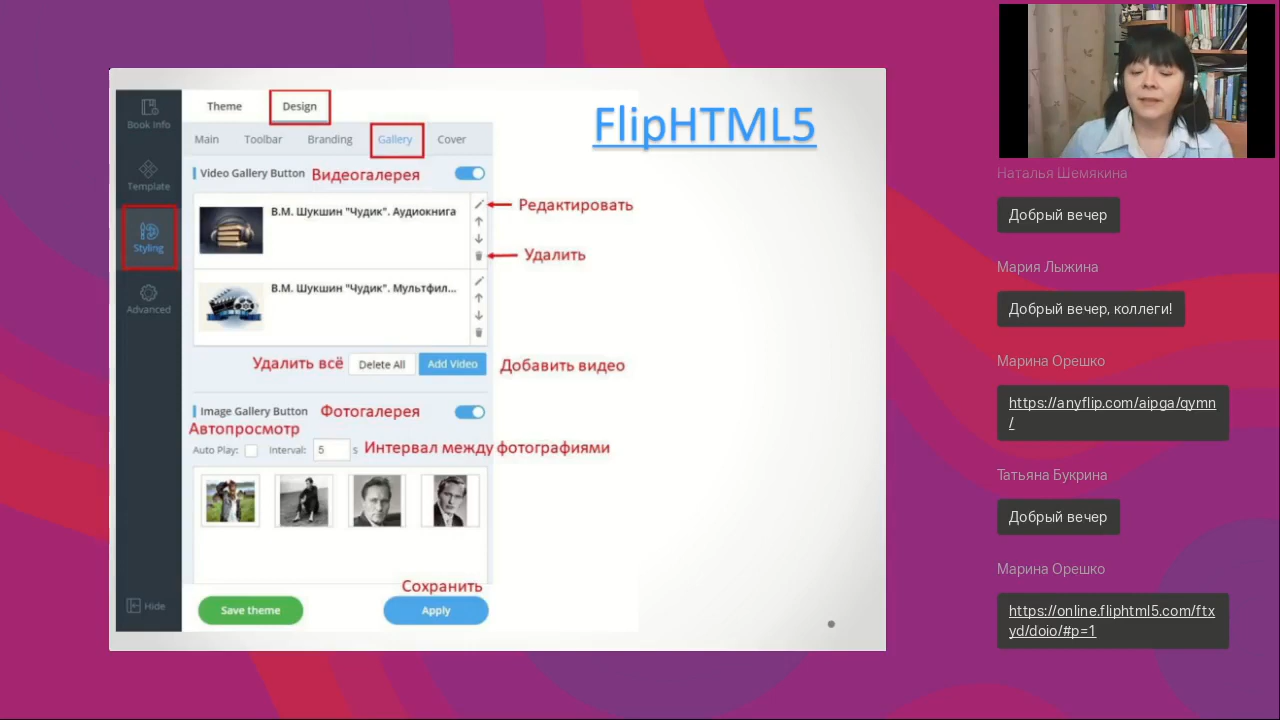 FlipHTML5
Book Info
Template
Styling
Advanced
Hide
Theme
Design
Main
Toolbar
Branding
Gallery
Cover
Video Gallery Button
Видеогалерея
В.М. Шукшин "Чудик". Аудиокнига
Редактировать
Удалить
В.М. Шукшин "Чудик". Мультфил...
Удалить всё
Delete All
Add Video
Добавить видео
Image Gallery Button
Фотогалерея
Автопросмотр
Auto Play:
Interval:
5
s
Интервал между фотографиями
Сохранить
Save theme
Apply
Наталья Шемякина
Добрый вечер
Мария Лыжина
Добрый вечер, коллеги!
Марина Орешко
https://anyflip.com/aipga/qymn
/
Татьяна Букрина
Добрый вечер
Марина Орешко
https://online.fliphtml5.com/ftx
yd/doio/#p=1